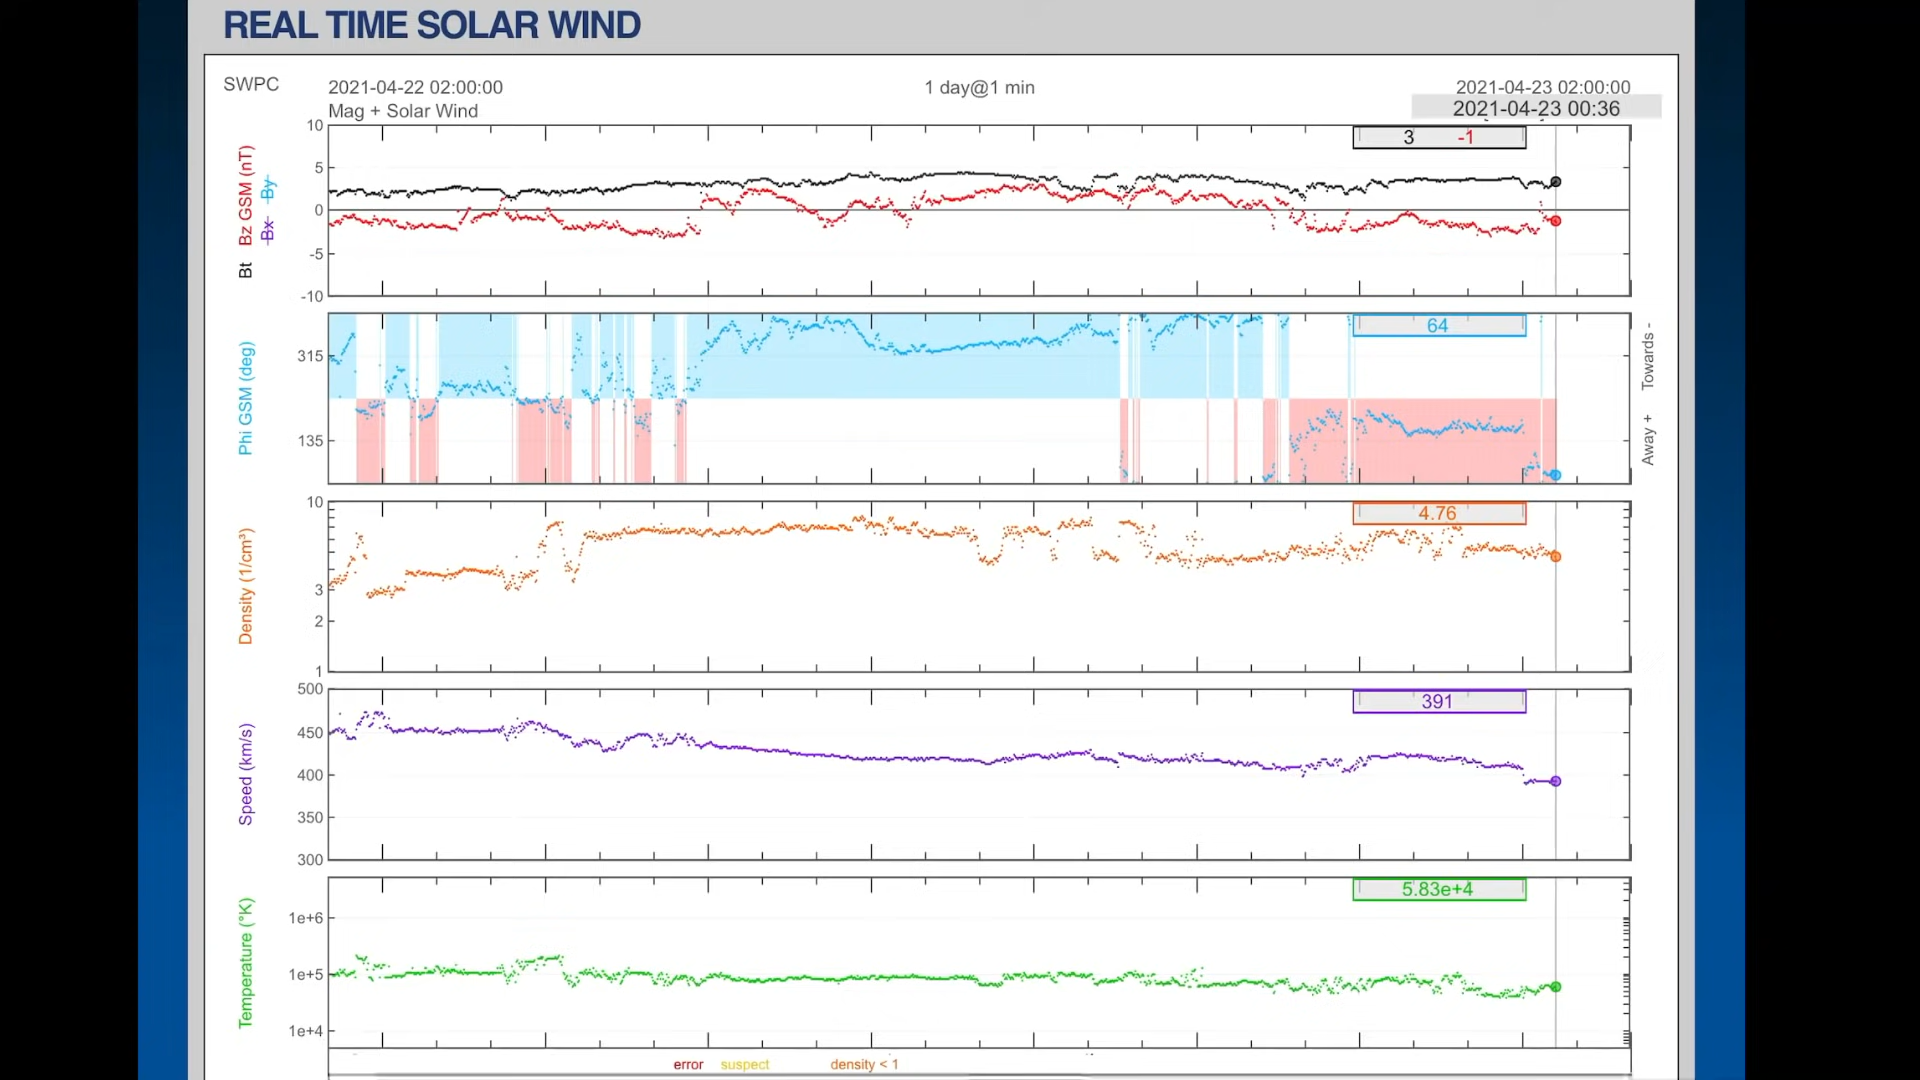 REAL TIME SOLAR WIND
SWPC
2021-04-22 02:00:00
1 day@1 min
2021-04-23 02:00:00
Mag + Solar Wind
2021-04-23 00:36
Bt Bz GSM (nT)
Bx By
10
5
0
-5
-10
3 -1
Phi GSM (deg)
315
135
64
Towards -
Away +
Density (1/cm³)
10
3
2
1
4.76
Speed (km/s)
500
450
400
350
300
391
Temperature (°K)
1e+6
1e+5
1e+4
5.83e+4
error suspect density < 1